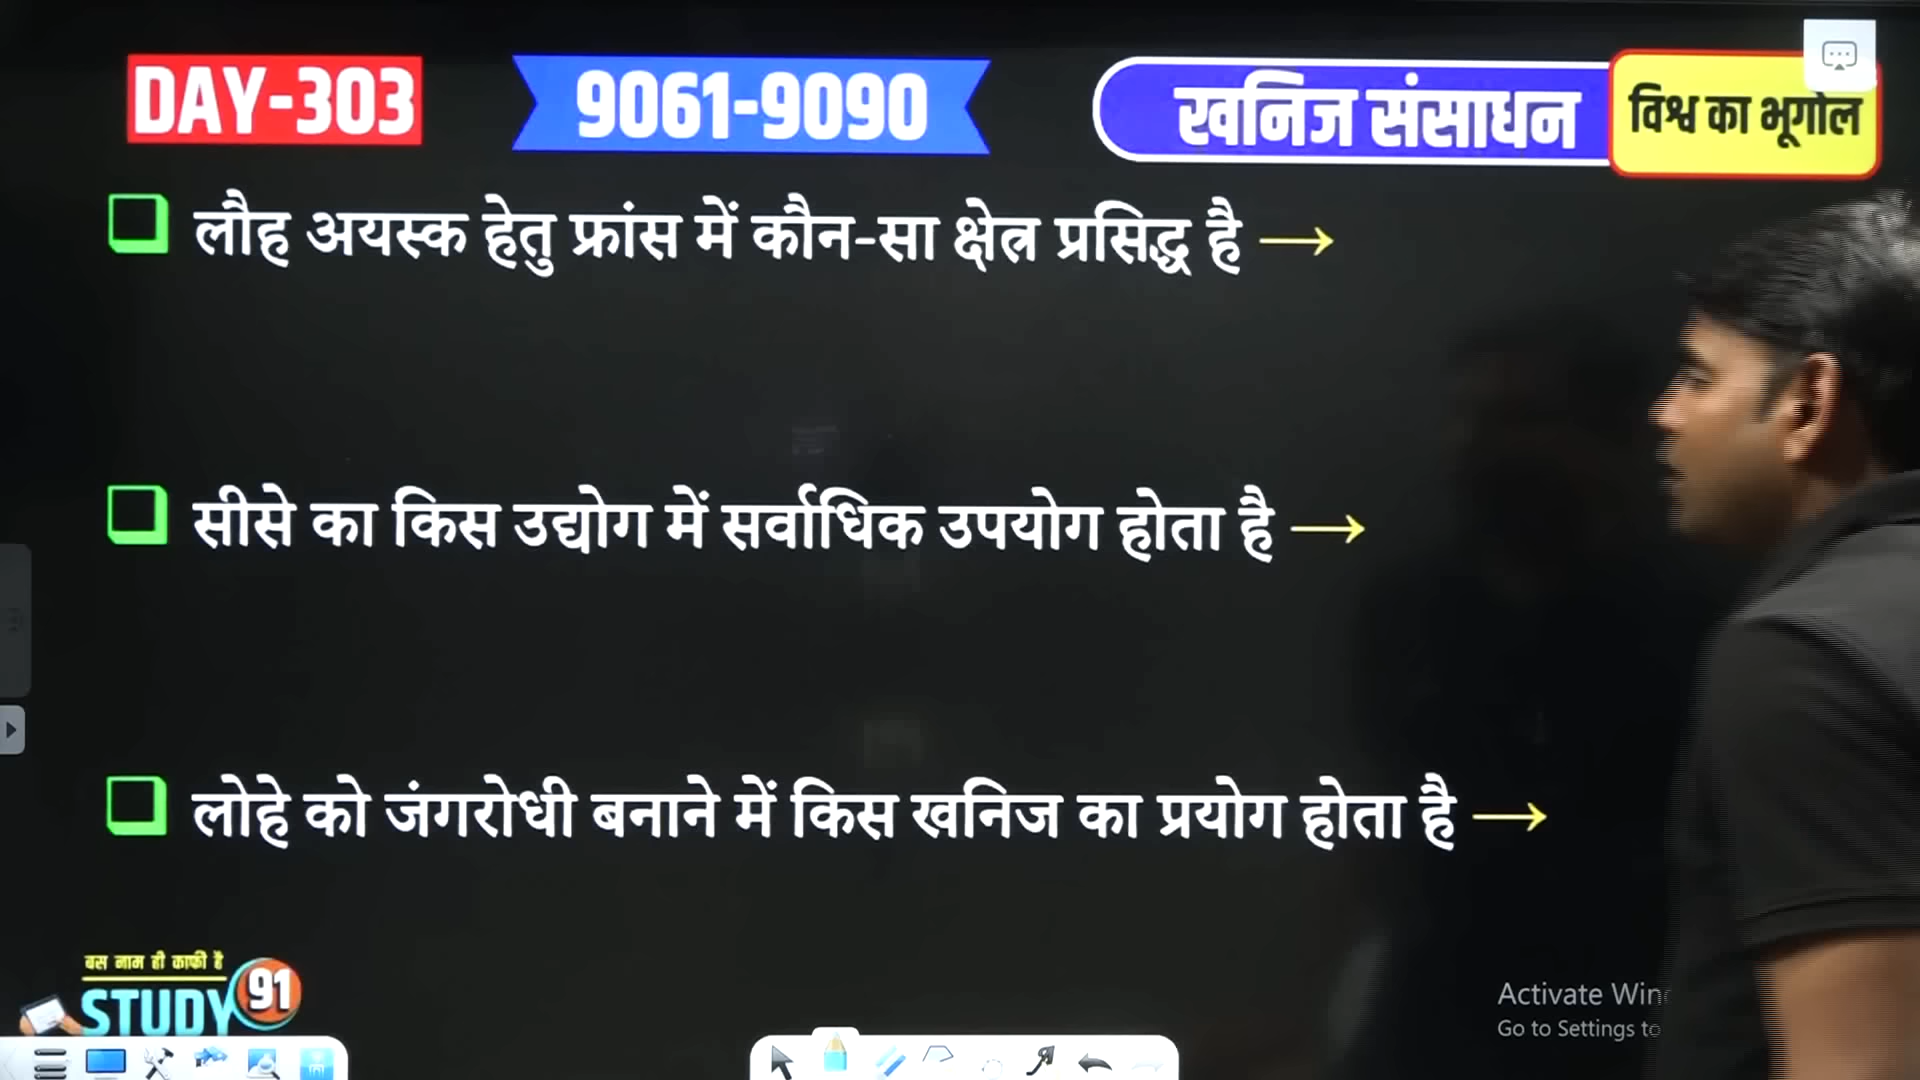 DAY-303
9061-9090
खनिज संसाधन
विश्व का भूगोल
लौह अयस्क हेतु फ्रांस में कौन-सा क्षेत्र प्रसिद्ध है →
सीसे का किस उद्योग में सर्वाधिक उपयोग होता है →
लोहे को जंगरोधी बनाने में किस खनिज का प्रयोग होता है →
बस नाम ही काफी है
STUDY 91
Activate Win
Go to Settings to